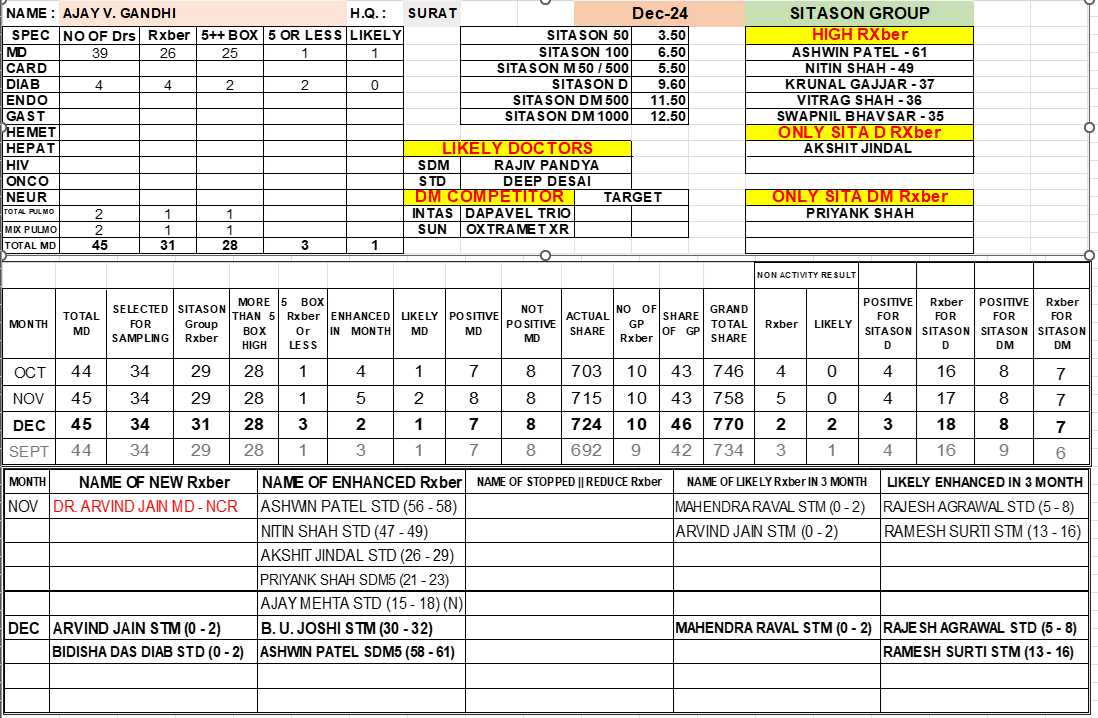 NAME : AJAY V. GANDHI H.Q. : SURAT Dec-24 SITASON GROUP
SPEC NO OF Drs Rxber 5++ BOX 5 OR LESS LIKELY SITASON 50 3.50 HIGH RXber
MD 39 26 25 1 1 SITASON 100 6.50 ASHWIN PATEL - 61
CARD SITASON M 50 / 500 5.50 NITIN SHAH - 49
DIAB 4 4 2 2 0 SITASON D 9.60 KRUNAL GAJJAR - 37
ENDO SITASON DM 500 11.50 VITRAG SHAH - 36
GAST SITASON DM 1000 12.50 SWAPNIL BHAVSAR - 35
HEMET ONLY SITA D RXber
HEPAT LIKELY DOCTORS AKSHIT JINDAL
HIV SDM RAJIV PANDYA
ONCO STD DEEP DESAI
NEUR DM COMPETITOR TARGET ONLY SITA DM Rxber
TOTAL PULMO 2 1 1 INTAS DAPAVEL TRIO PRIYANK SHAH
MIX PULMO 2 1 1 SUN OXTRAMET XR
TOTAL MD 45 31 28 3 1
NON ACTIVITY RESULT
MONTH TOTAL MD SELECTED FOR SAMPLING SITASON Group Rxber MORE THAN 5 BOX HIGH 5 BOX Rxber Or LESS ENHANCED IN MONTH LIKELY MD POSITIVE MD NOT POSITIVE MD ACTUAL SHARE NO OF GP Rxber SHARE OF GP GRAND TOTAL SHARE Rxber LIKELY POSITIVE FOR SITASON D Rxber FOR SITASON D POSITIVE FOR SITASON DM Rxber FOR SITASON DM
OCT 44 34 29 28 1 4 1 7 8 703 10 43 746 4 0 4 16 8 7
NOV 45 34 29 28 1 5 2 8 8 715 10 43 758 5 0 4 17 8 7
DEC 45 34 31 28 3 2 1 7 8 724 10 46 770 2 2 3 18 8 7
SEPT 44 34 29 28 1 3 1 7 8 692 9 42 734 3 1 4 16 9 6
MONTH NAME OF NEW Rxber NAME OF ENHANCED Rxber NAME OF STOPPED || REDUCE Rxber NAME OF LIKELY Rxber IN 3 MONTH LIKELY ENHANCED IN 3 MONTH
NOV DR. ARVIND JAIN MD - NCR ASHWIN PATEL STD (56 - 58) MAHENDRA RAVAL STM (0 - 2) RAJESH AGRAWAL STD (5 - 8)
NITIN SHAH STD (47 - 49) ARVIND JAIN STM (0 - 2) RAMESH SURTI STM (13 - 16)
AKSHIT JINDAL STD (26 - 29)
PRIYANK SHAH SDM5 (21 - 23)
AJAY MEHTA STD (15 - 18) (N)
DEC ARVIND JAIN STM (0 - 2) B. U. JOSHI STM (30 - 32) MAHENDRA RAVAL STM (0 - 2) RAJESH AGRAWAL STD (5 - 8)
BIDISHA DAS DIAB STD (0 - 2) ASHWIN PATEL SDM5 (58 - 61) RAMESH SURTI STM (13 - 16)